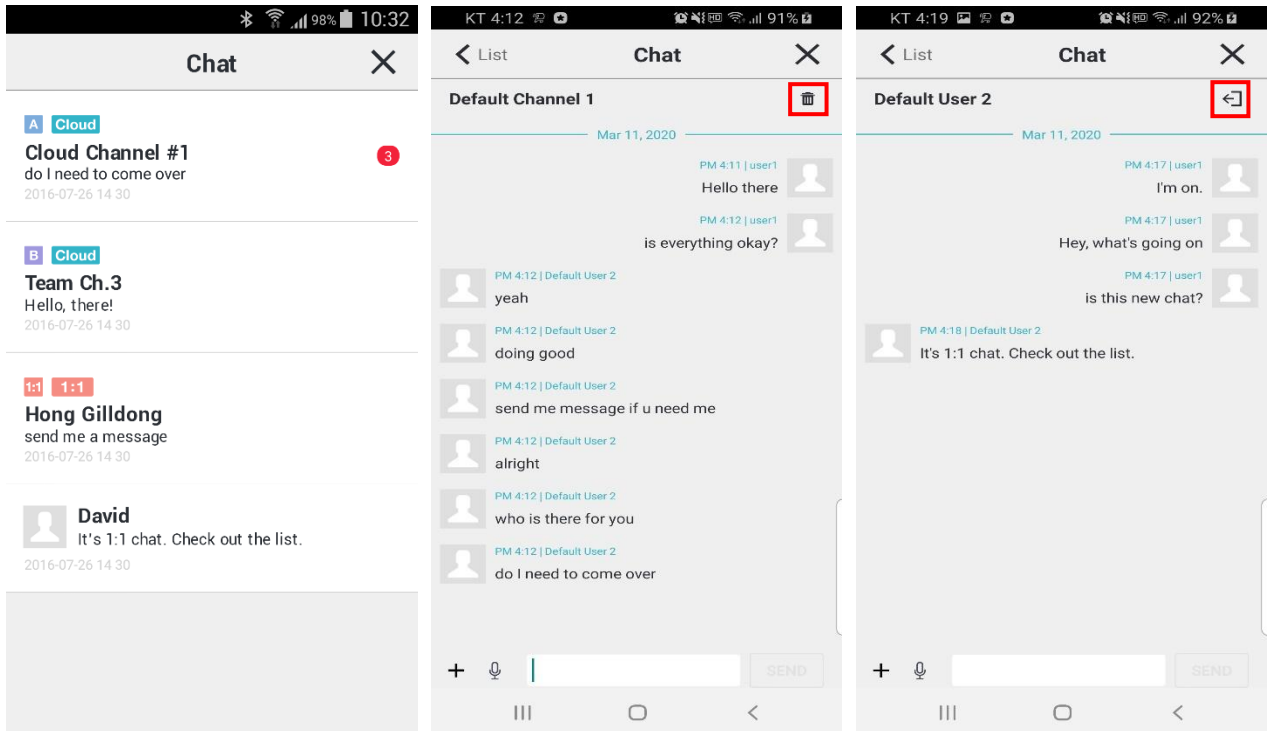 98% 10:32
Chat
A Cloud
Cloud Channel #1
3
do I need to come over
2016-07-26 14 30
B Cloud
Team Ch.3
Hello, there!
2016-07-26 14 30
1:1 1:1
Hong Gilldong
send me a message
2016-07-26 14 30
David
It's 1:1 chat. Check out the list.
2016-07-26 14 30
KT 4:12 91%
List Chat
Default Channel 1
Mar 11, 2020
PM 4:11 | user1
Hello there
PM 4:12 | user1
is everything okay?
PM 4:12 | Default User 2
yeah
PM 4:12 | Default User 2
doing good
PM 4:12 | Default User 2
send me message if u need me
PM 4:12 | Default User 2
alright
PM 4:12 | Default User 2
who is there for you
PM 4:12 | Default User 2
do I need to come over
SEND
KT 4:19 92%
List Chat
Default User 2
Mar 11, 2020
PM 4:17 | user1
I'm on.
PM 4:17 | user1
Hey, what's going on
PM 4:17 | user1
is this new chat?
PM 4:18 | Default User 2
It's 1:1 chat. Check out the list.
SEND